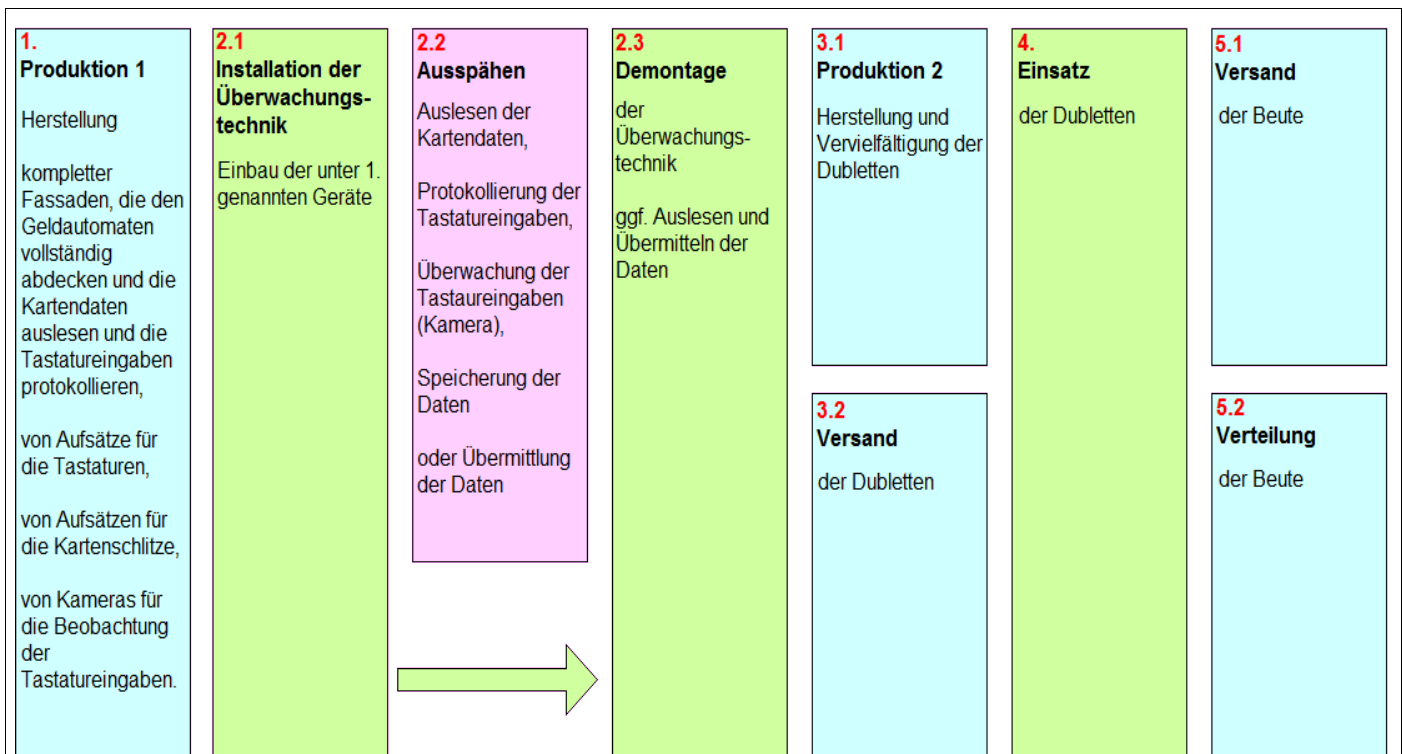 1.
Produktion 1
Herstellung
kompletter
Fassaden, die den
Geldautomaten
vollständig
abdecken und die
Kartendaten
auslesen und die
Tastatureingaben
protokollieren,
von Aufsätze für
die Tastaturen,
von Aufsätzen für
die Kartenschlitze,
von Kameras für
die Beobachtung
der
Tastatureingaben.
2.1
Installation der
Überwachungs-
technik
Einbau der unter 1.
genannten Geräte
2.2
Ausspähen
Auslesen der
Kartendaten,
Protokollierung der
Tastatureingaben,
Überwachung der
Tastaureingaben
(Kamera),
Speicherung der
Daten
oder Übermittlung
der Daten
2.3
Demontage
der
Überwachungs-
technik
ggf. Auslesen und
Übermitteln der
Daten
3.1
Produktion 2
Herstellung und
Vervielfältigung der
Dubletten
3.2
Versand
der Dubletten
4.
Einsatz
der Dubletten
5.1
Versand
der Beute
5.2
Verteilung
der Beute